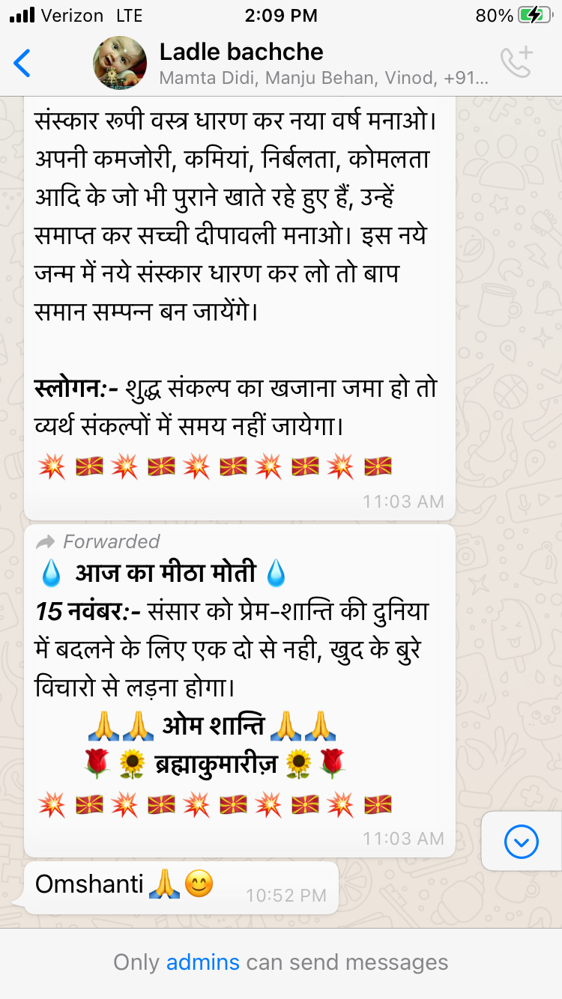 Verizon LTE 2:09 PM 80%
Ladle bachche
Mamta Didi, Manju Behan, Vinod, +91...
संस्कार रूपी वस्त्र धारण कर नया वर्ष मनाओ।
अपनी कमजोरी, कमियां, निर्बलता, कोमलता
आदि के जो भी पुराने खाते रहे हुए हैं, उन्हें
समाप्त कर सच्ची दीपावली मनाओ। इस नये
जन्म में नये संस्कार धारण कर लो तो बाप
समान सम्पन्न बन जायेंगे।
स्लोगन:- शुद्ध संकल्प का खजाना जमा हो तो
व्यर्थ संकल्पों में समय नहीं जायेगा।
💥 🇲🇰 💥 🇲🇰 💥 🇲🇰 💥 🇲🇰 💥 🇲🇰
11:03 AM
Forwarded
💧 आज का मीठा मोती 💧
15 नवंबर:- संसार को प्रेम-शान्ति की दुनिया
में बदलने के लिए एक दो से नही, खुद के बुरे
विचारो से लड़ना होगा।
🙏🙏 ओम शान्ति 🙏🙏
🌹🌻 ब्रह्माकुमारीज़ 🌻🌹
💥 🇲🇰 💥 🇲🇰 💥 🇲🇰 💥 🇲🇰 💥 🇲🇰
11:03 AM
Omshanti 🙏😊 10:52 PM
Only admins can send messages